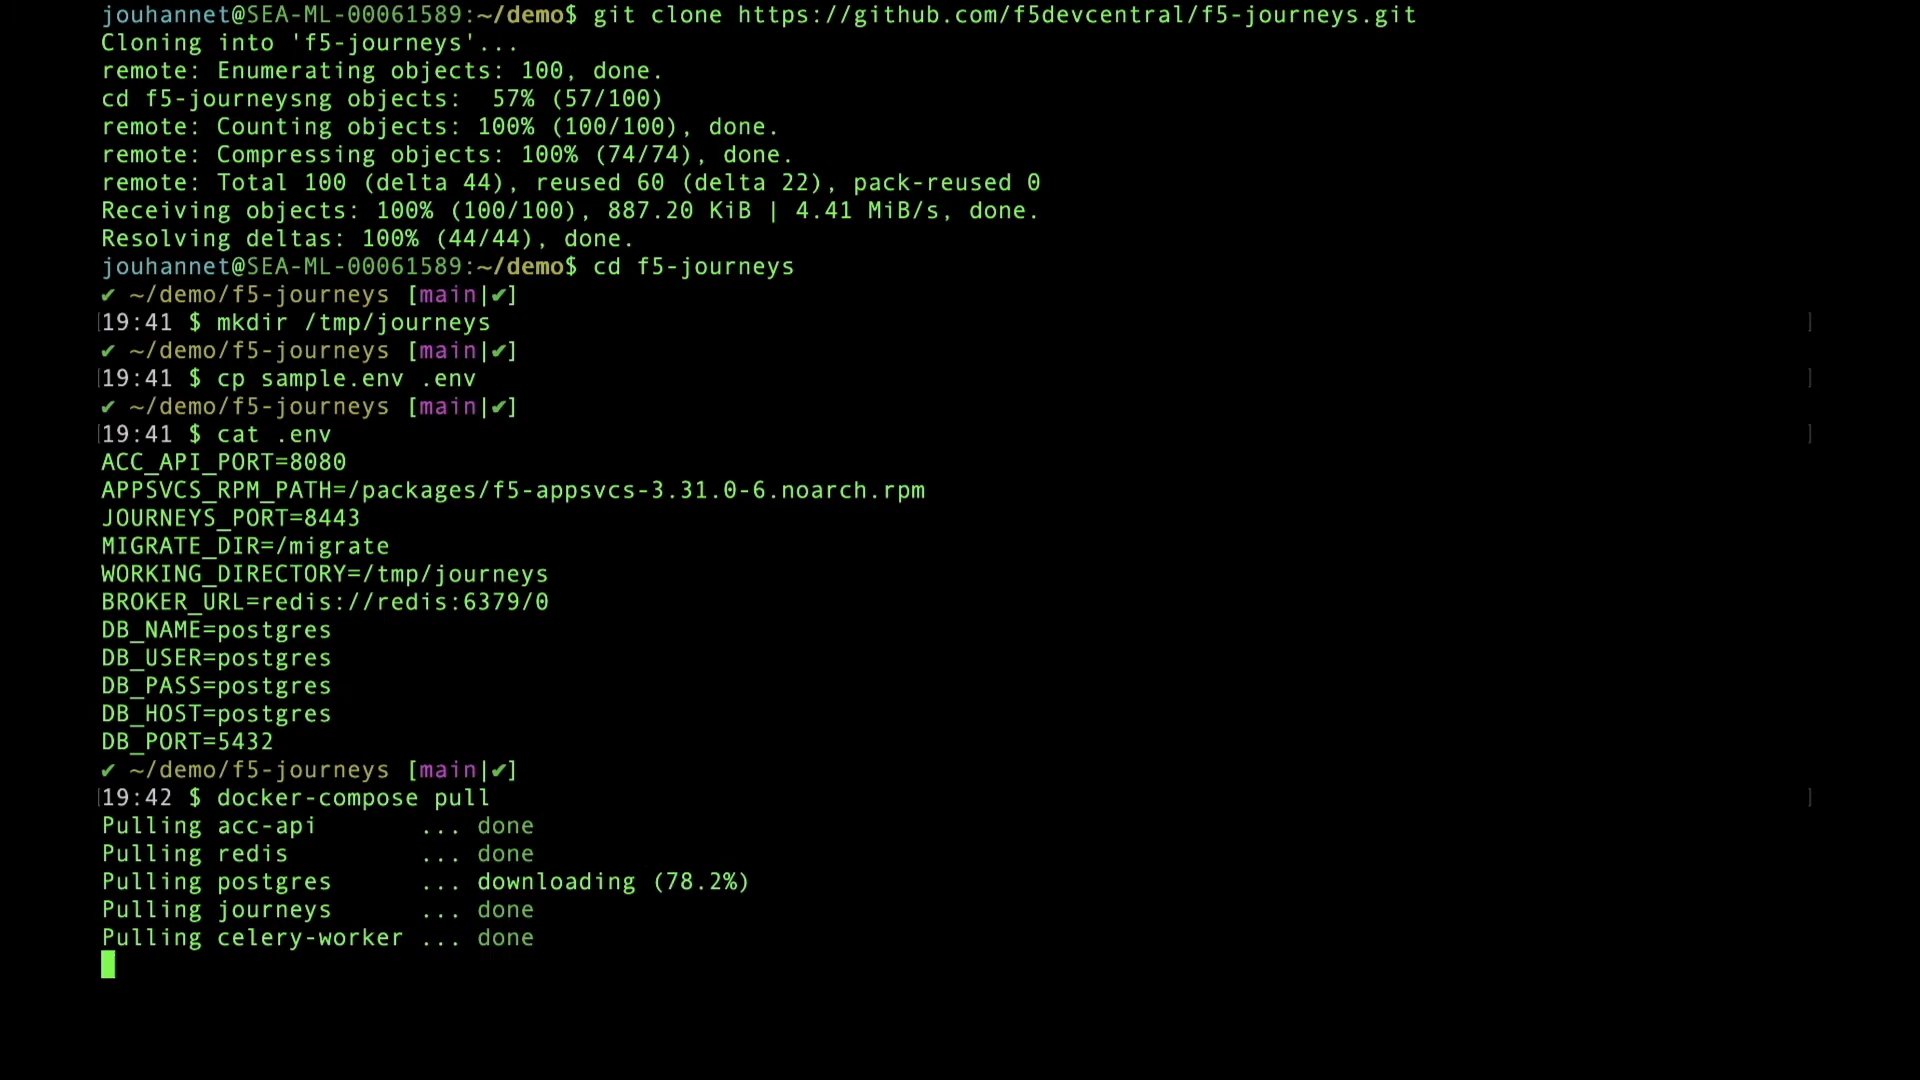 jouhannet@SEA-ML-00061589:~/demo$ git clone https://github.com/f5devcentral/f5-journeys.git
Cloning into 'f5-journeys'...
remote: Enumerating objects: 100, done.
cd f5-journeysng objects:  57% (57/100)
remote: Counting objects: 100% (100/100), done.
remote: Compressing objects: 100% (74/74), done.
remote: Total 100 (delta 44), reused 60 (delta 22), pack-reused 0
Receiving objects: 100% (100/100), 887.20 KiB | 4.41 MiB/s, done.
Resolving deltas: 100% (44/44), done.
jouhannet@SEA-ML-00061589:~/demo$ cd f5-journeys
✔ ~/demo/f5-journeys [main|✔]
[19:41 $ mkdir /tmp/journeys ]
✔ ~/demo/f5-journeys [main|✔]
[19:41 $ cp sample.env .env ]
✔ ~/demo/f5-journeys [main|✔]
[19:41 $ cat .env ]
ACC_API_PORT=8080
APPSVCS_RPM_PATH=/packages/f5-appsvcs-3.31.0-6.noarch.rpm
JOURNEYS_PORT=8443
MIGRATE_DIR=/migrate
WORKING_DIRECTORY=/tmp/journeys
BROKER_URL=redis://redis:6379/0
DB_NAME=postgres
DB_USER=postgres
DB_PASS=postgres
DB_HOST=postgres
DB_PORT=5432
✔ ~/demo/f5-journeys [main|✔]
[19:42 $ docker-compose pull ]
Pulling acc-api       ... done
Pulling redis         ... done
Pulling postgres      ... downloading (78.2%)
Pulling journeys      ... done
Pulling celery-worker ... done